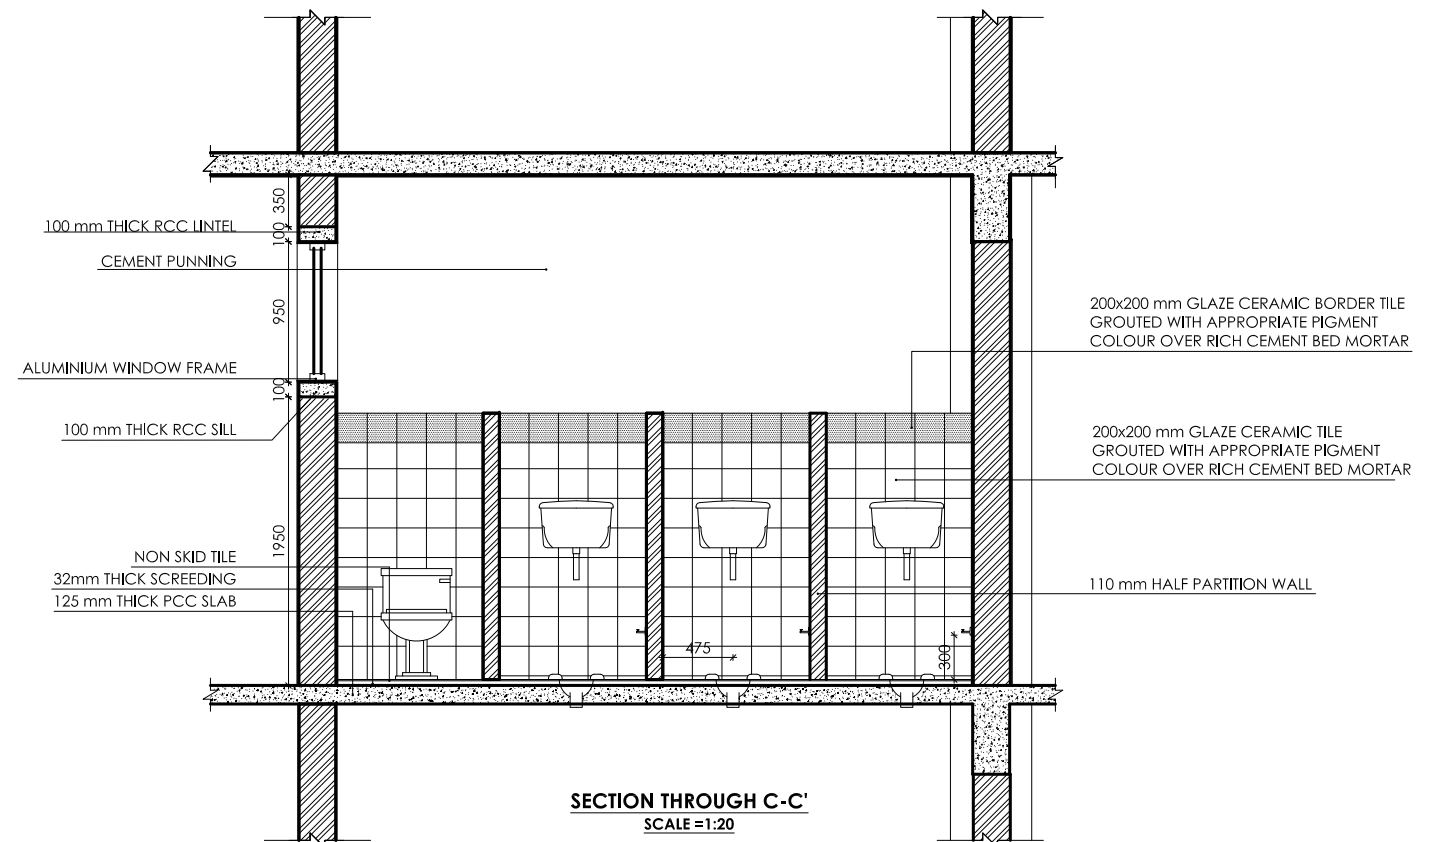 350
100 mm THICK RCC LINTEL
100
CEMENT PUNNING
950
ALUMINIUM WINDOW FRAME
100
100 mm THICK RCC SILL
1950
NON SKID TILE
32mm THICK SCREEDING
125 mm THICK PCC SLAB
200x200 mm GLAZE CERAMIC BORDER TILE
GROUTED WITH APPROPRIATE PIGMENT
COLOUR OVER RICH CEMENT BED MORTAR
200x200 mm GLAZE CERAMIC TILE
GROUTED WITH APPROPRIATE PIGMENT
COLOUR OVER RICH CEMENT BED MORTAR
110 mm HALF PARTITION WALL
475
300
SECTION THROUGH C-C'
SCALE =1:20